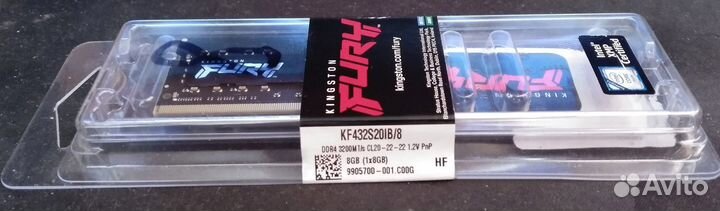 KINGSTON
FURY
KINGSTON
FURY
kingston.com/fury
Intel
XMP
Certified
KF432S20IB/8
DDR4 3200MT/s CL20-22-22 1.2V PnP
8GB (1x8GB)
9905700-001.C00G
HF
Avito